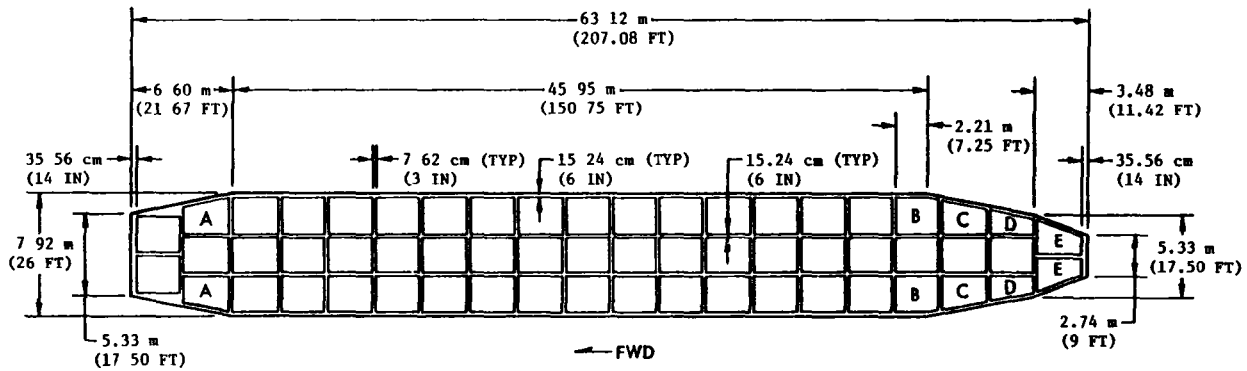 63 12 m
(207.08 FT)
6 60 m
(21 67 FT)
45 95 m
(150 75 FT)
3.48 m
(11.42 FT)
2.21 m
(7.25 FT)
35 56 cm
(14 IN)
7 62 cm (TYP)
(3 IN)
15 24 cm (TYP)
(6 IN)
15.24 cm (TYP)
(6 IN)
35.56 cm
(14 IN)
A
B
C
D
E
7 92 m
(26 FT)
5.33 m
(17.50 FT)
A
B
C
D
E
5.33 m
(17 50 FT)
FWD
2.74 m
(9 FT)